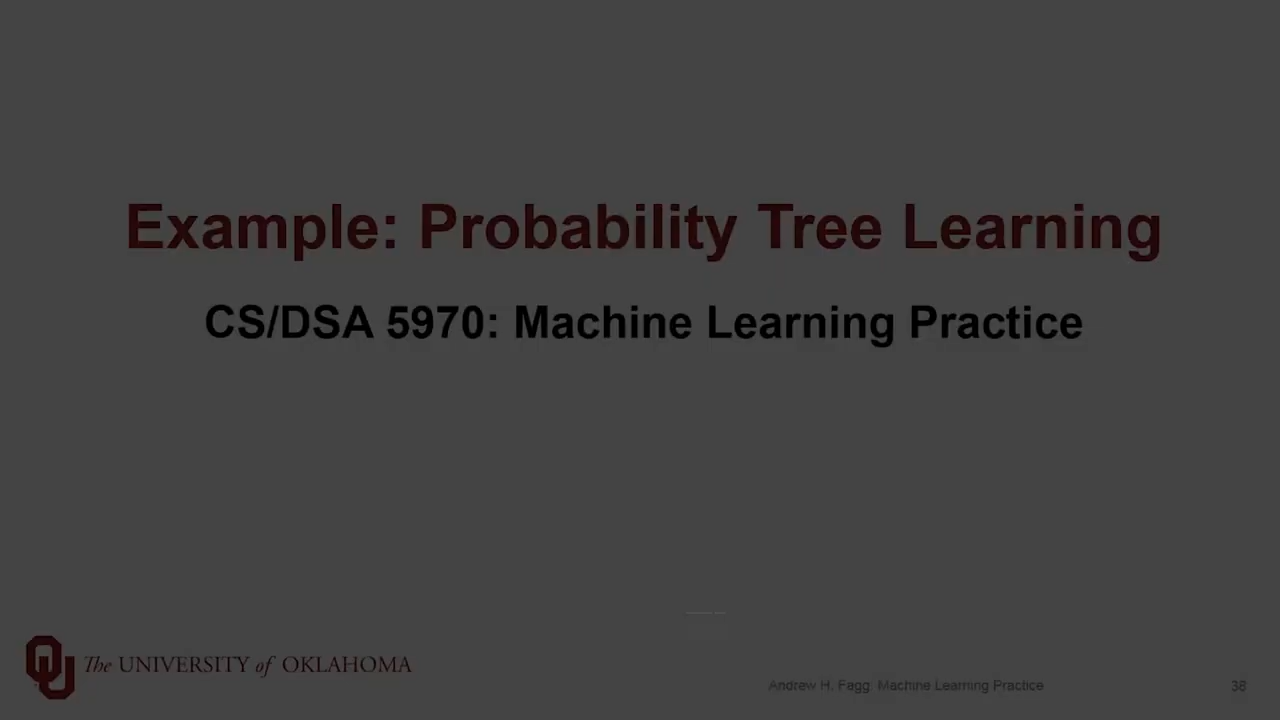 Example: Probability Tree Learning
CS/DSA 5970: Machine Learning Practice
The UNIVERSITY of OKLAHOMA
Andrew H. Fagg: Machine Learning Practice
38